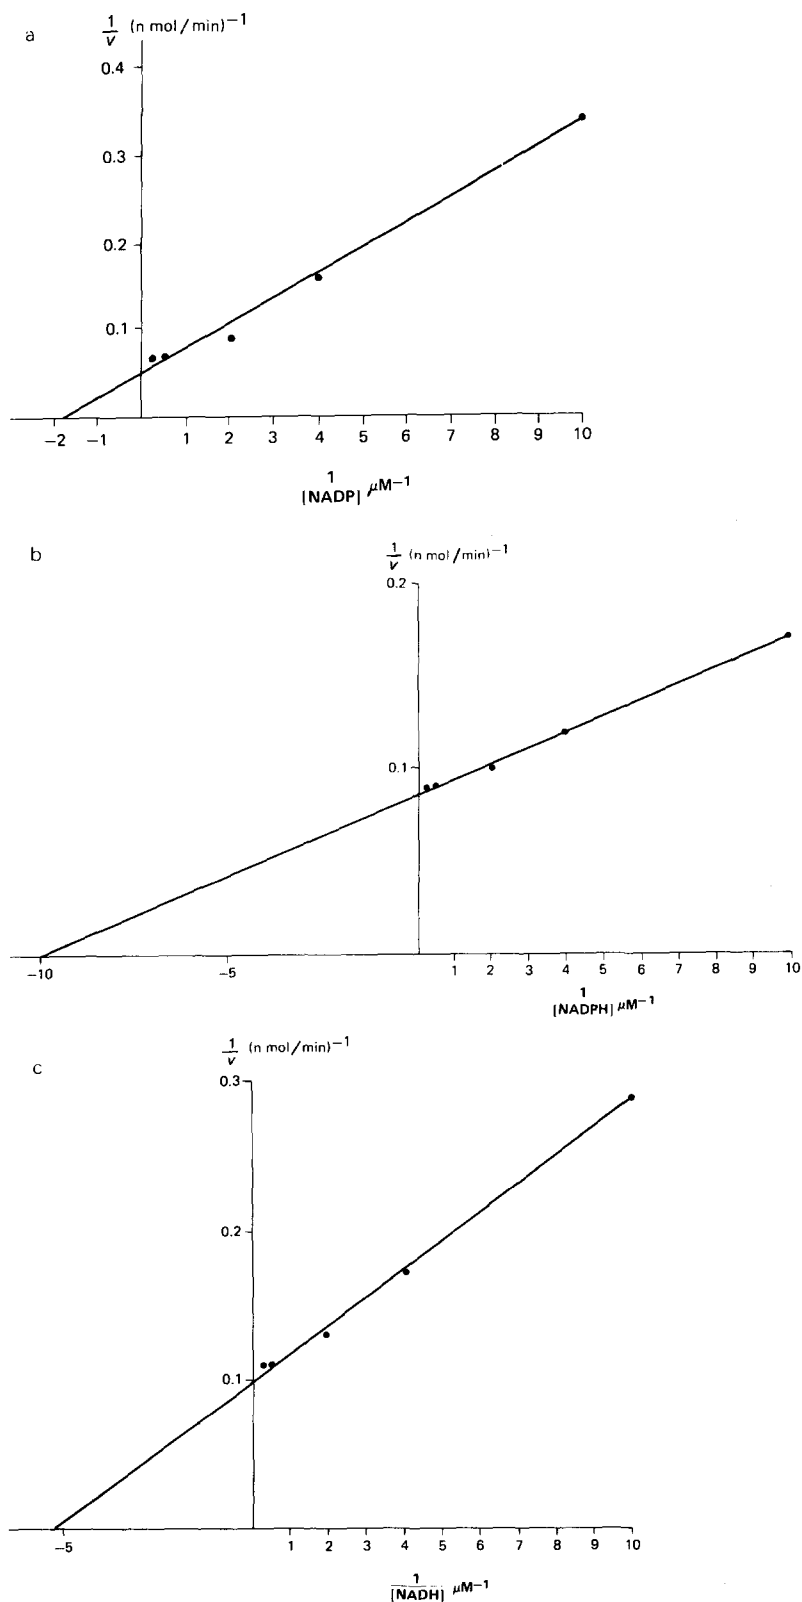 a
1/v (n mol/min)−1
0.4
0.3
0.2
0.1
−2 −1 1 2 3 4 5 6 7 8 9 10
1/[NADP] μM−1
b
1/v (n mol/min)−1
0.2
0.1
−10 −5 1 2 3 4 5 6 7 8 9 10
1/[NADPH] μM−1
c
1/v (n mol/min)−1
0.3
0.2
0.1
−5 1 2 3 4 5 6 7 8 9 10
1/[NADH] μM−1